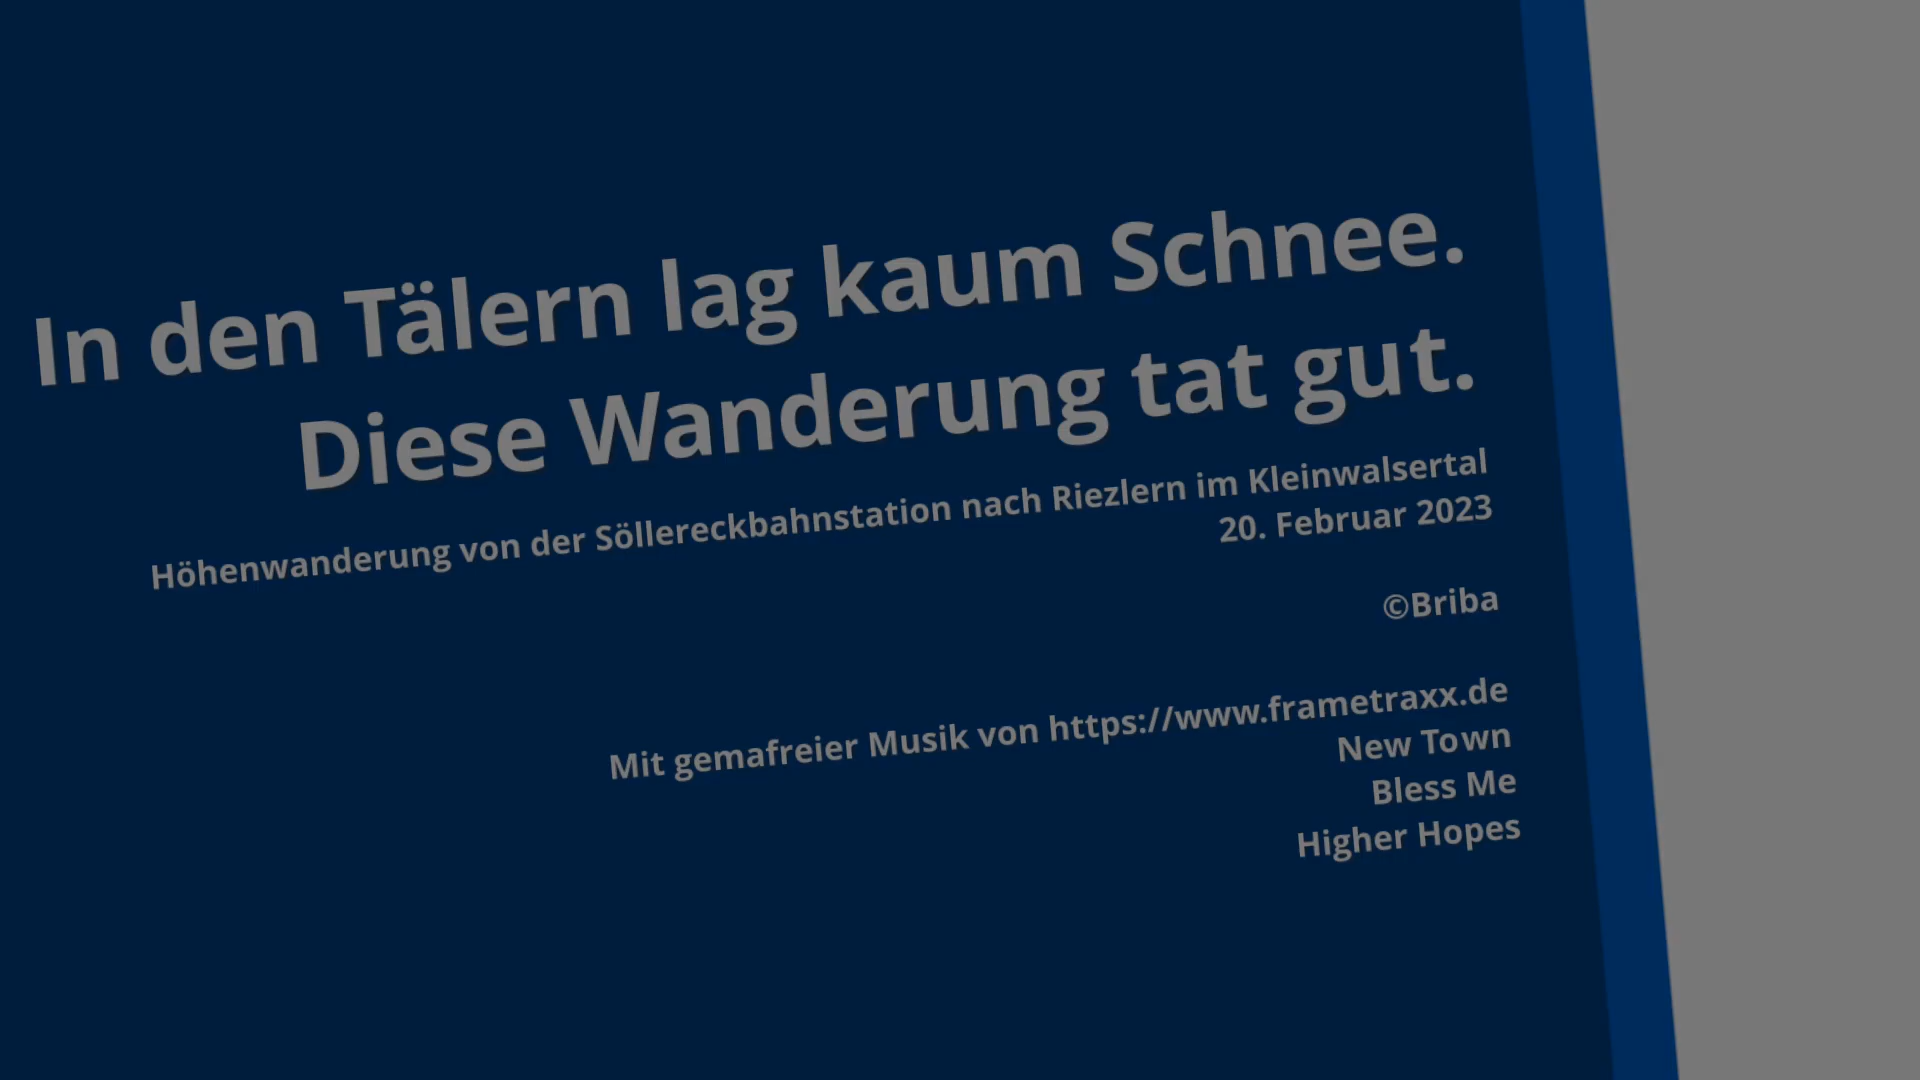 In den Tälern lag kaum Schnee.
Diese Wanderung tat gut.
Höhenwanderung von der Söllereckbahnstation nach Riezlern im Kleinwalsertal
20. Februar 2023
©Briba
Mit gemafreier Musik von https://www.frametraxx.de
New Town
Bless Me
Higher Hopes